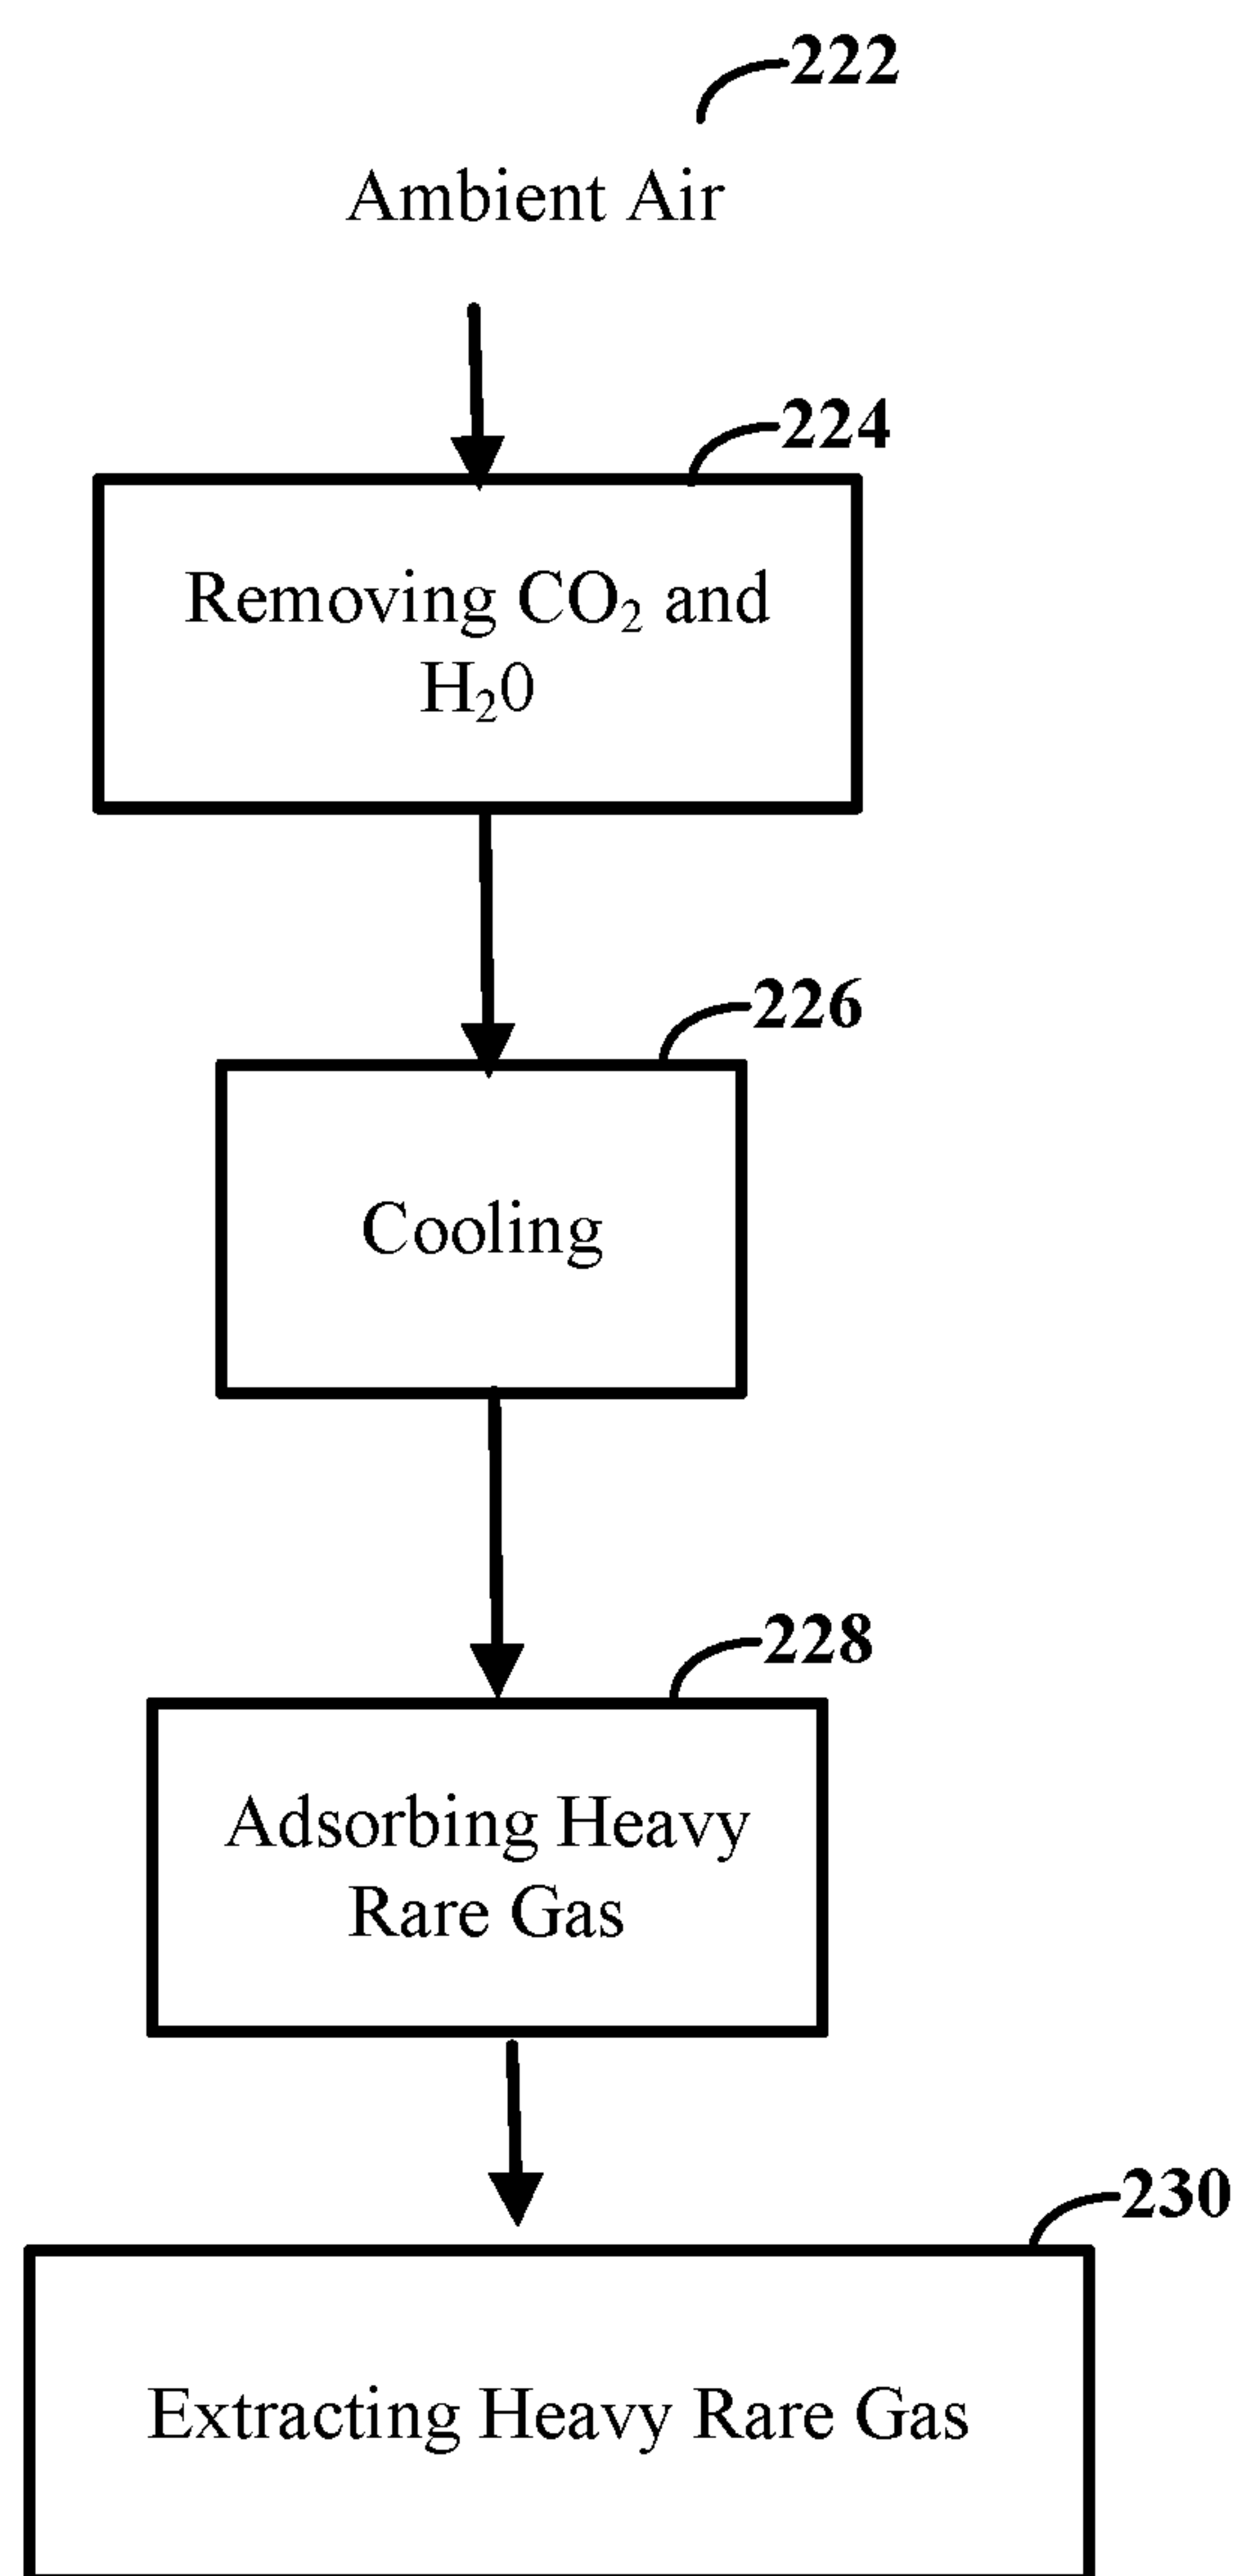 222
Ambient Air
224
Removing CO₂ and
H₂0
226
Cooling
228
Adsorbing Heavy
Rare Gas
230
Extracting Heavy Rare Gas